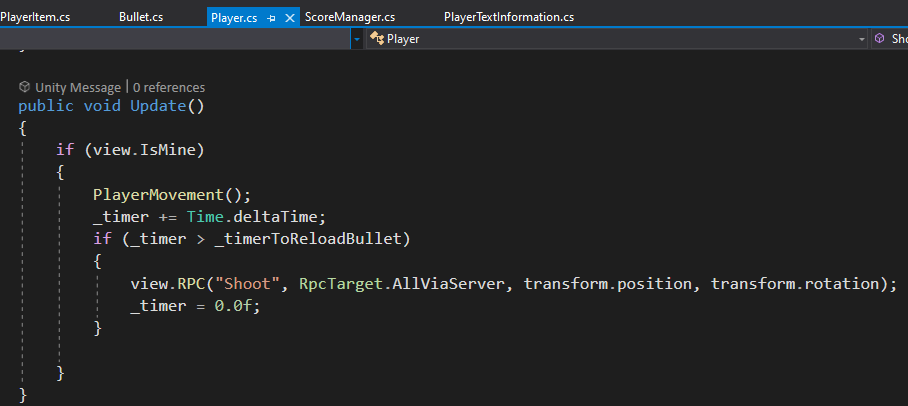 PlayerItem.cs Bullet.cs Player.cs ScoreManager.cs PlayerTextInformation.cs
Player Sho
Unity Message | 0 references
public void Update()
{
if (view.IsMine)
{
PlayerMovement();
_timer += Time.deltaTime;
if (_timer > _timerToReloadBullet)
{
view.RPC("Shoot", RpcTarget.AllViaServer, transform.position, transform.rotation);
_timer = 0.0f;
}
}
}